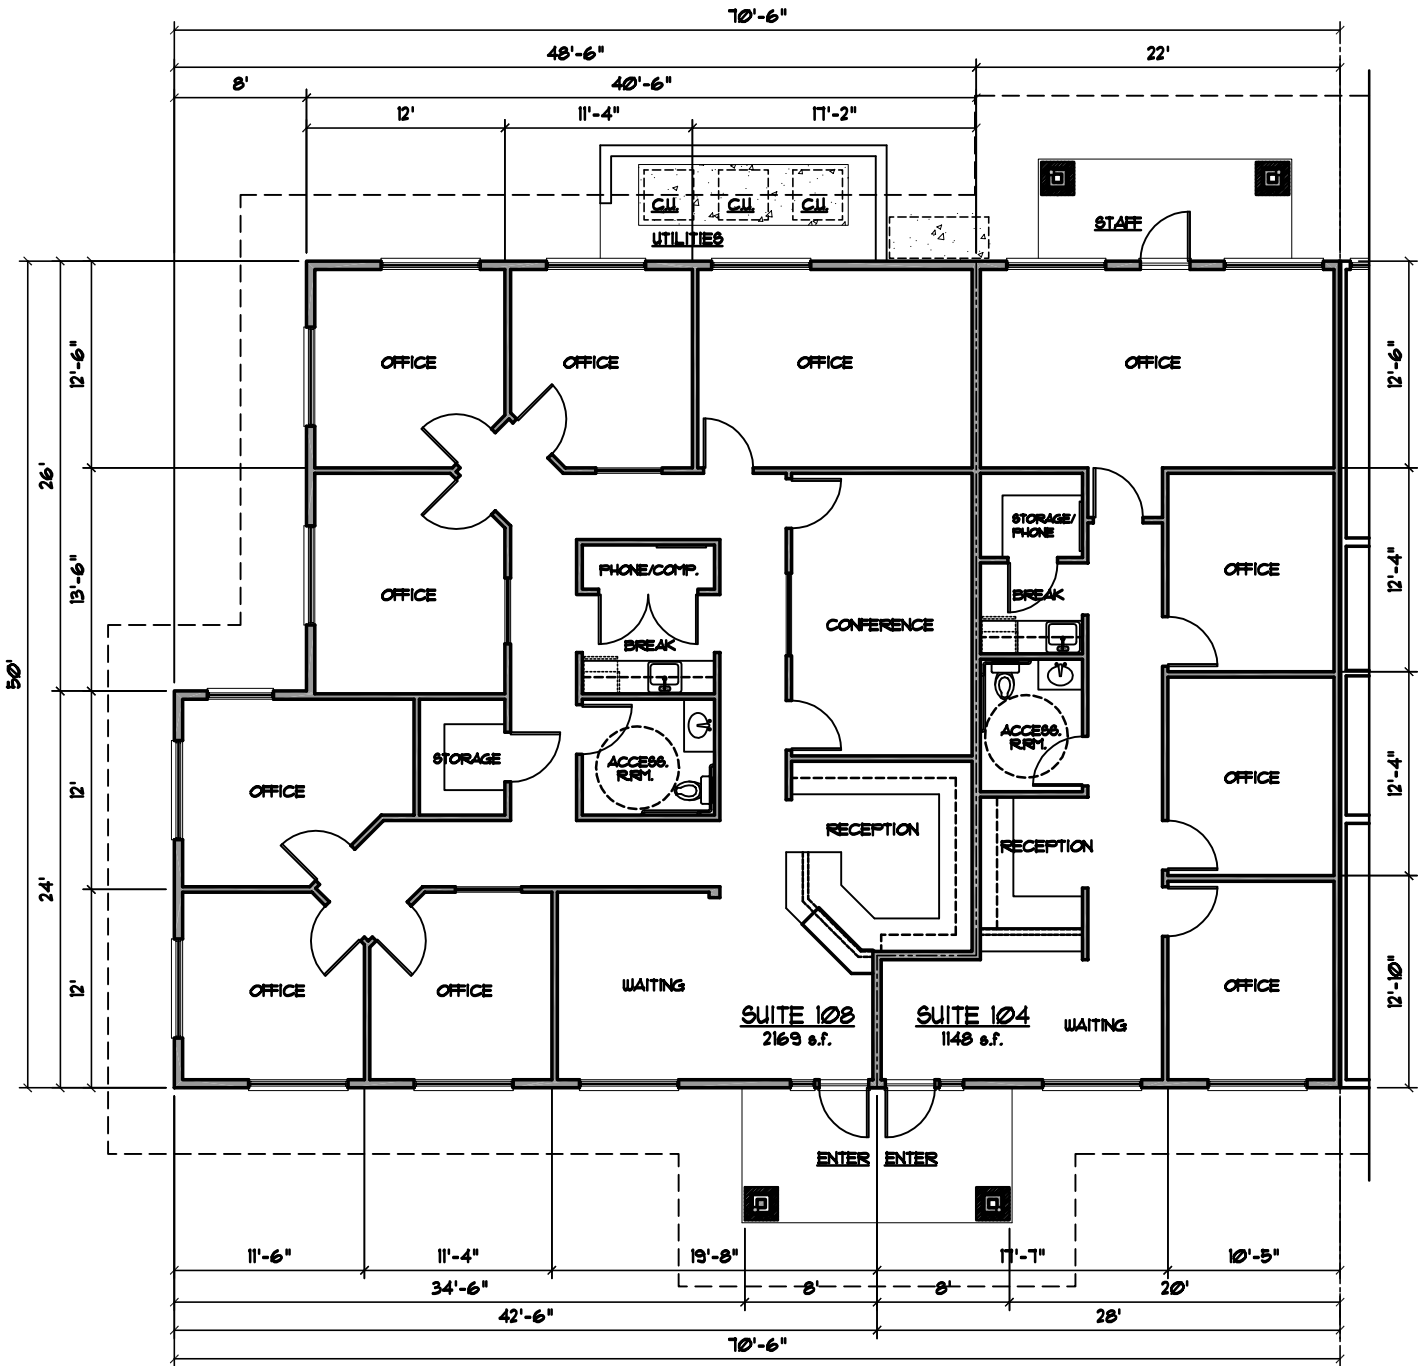 70'-6"
48'-6"
22'
8'
40'-6"
12'
11'-4"
17'-2"
C.U.
C.U.
C.U.
UTILITIES
STAFF
OFFICE
OFFICE
OFFICE
OFFICE
12'-6"
12'-6"
26'
STORAGE/
PHONE
PHONE/COMP.
OFFICE
12'-4"
13'-6"
OFFICE
BREAK
CONFERENCE
BREAK
50'
ACCESS.
R.RM.
STORAGE
ACCESS.
R.RM.
OFFICE
12'-4"
12'
OFFICE
RECEPTION
RECEPTION
24'
12'
OFFICE
OFFICE
WAITING
OFFICE
12'-10"
SUITE 108
2169 s.f.
SUITE 104
1148 s.f.
WAITING
ENTER
ENTER
11'-6"
11'-4"
19'-8"
17'-7"
10'-5"
34'-6"
8'
8'
20'
42'-6"
28'
70'-6"